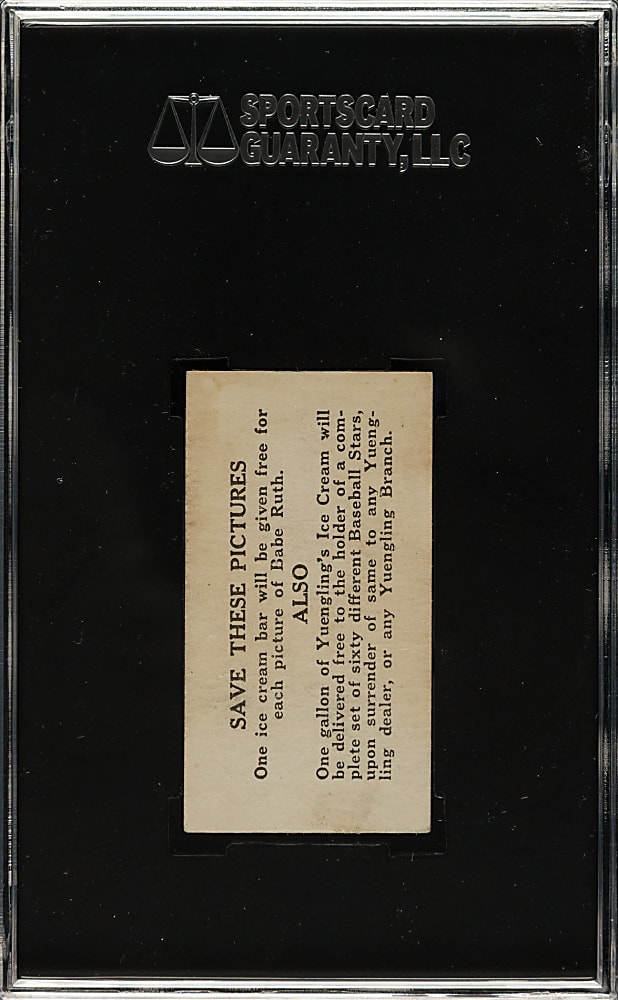 SPORTSCARD
GUARANTY, LLC
SAVE THESE PICTURES
One ice cream bar will be given free for
each picture of Babe Ruth.
ALSO
One gallon of Yuengling's Ice Cream will
be delivered free to the holder of a com-
plete set of sixty different Baseball Stars,
upon surrender of same to any Yueng-
ling dealer, or any Yuengling Branch.